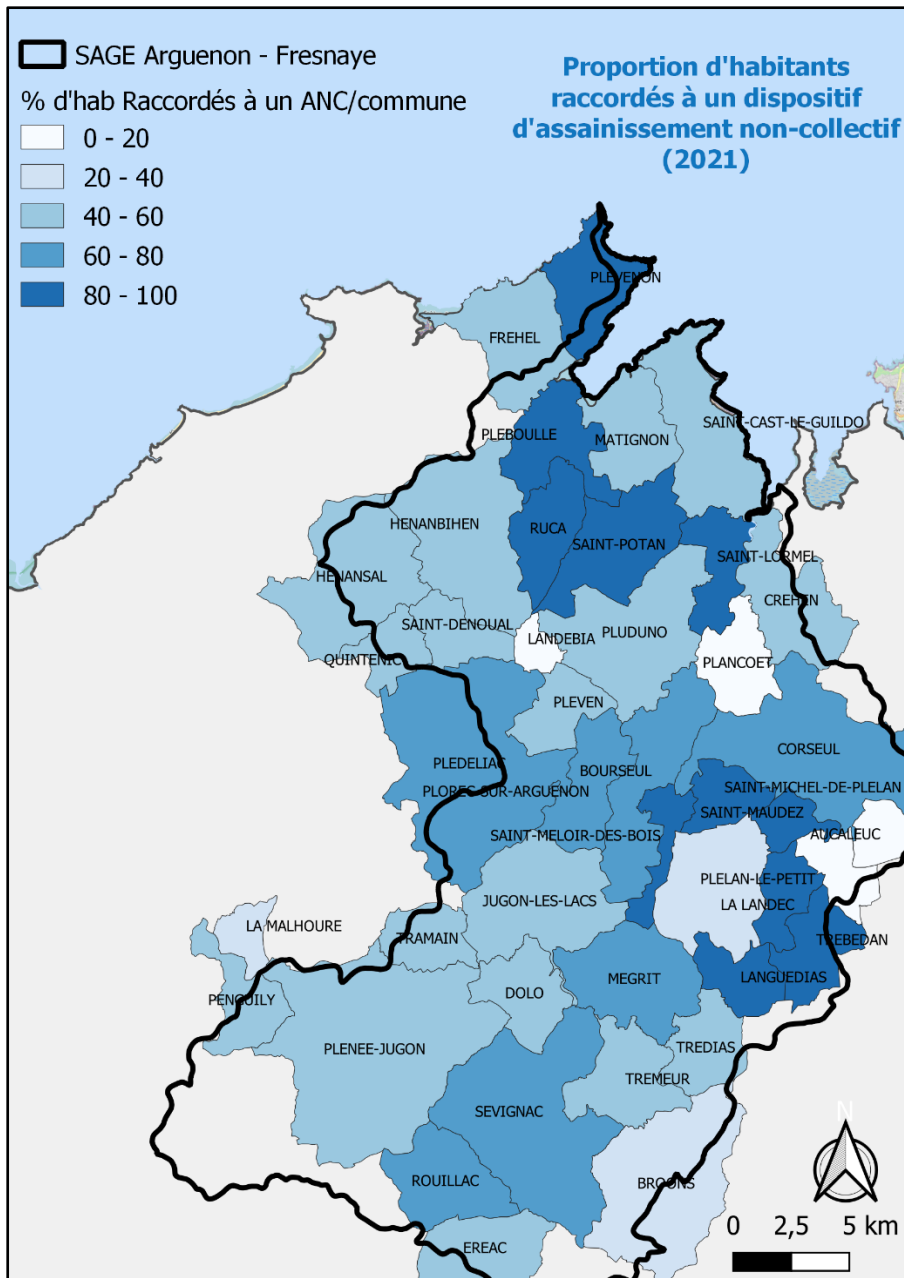 SAGE Arguenon - Fresnaye
% d'hab Raccordés à un ANC/commune
0 - 20
20 - 40
40 - 60
60 - 80
80 - 100
Proportion d'habitants
raccordés à un dispositif
d'assainissement non-collectif
(2021)
PLEVENON
FREHEL
SAINT-CAST-LE-GUILDO
PLEBOULLE
MATIGNON
HENANBIHEN
RUCA
SAINT-POTAN
SAINT-LORMEL
HENANSAL
CREHEN
SAINT-DENOUAL
LANDEBIA
PLUDUNO
QUINTENIC
PLANCOET
PLEVEN
CORSEUL
PLEDELIAC
BOURSEUL
PLOREC-SUR-ARGUENON
SAINT-MICHEL-DE-PLELAN
SAINT-MAUDEZ
SAINT-MELOIR-DES-BOIS
AUCALEUC
PLELAN-LE-PETIT
JUGON-LES-LACS
LA LANDEC
LA MALHOURE
TRAMAIN
TREBEDAN
LANGUEDIAS
MEGRIT
DOLO
PENGUILY
PLENEE-JUGON
TREDIAS
TREMEUR
SEVIGNAC
ROUILLAC
BROONS
EREAC
N
0 2,5 5 km